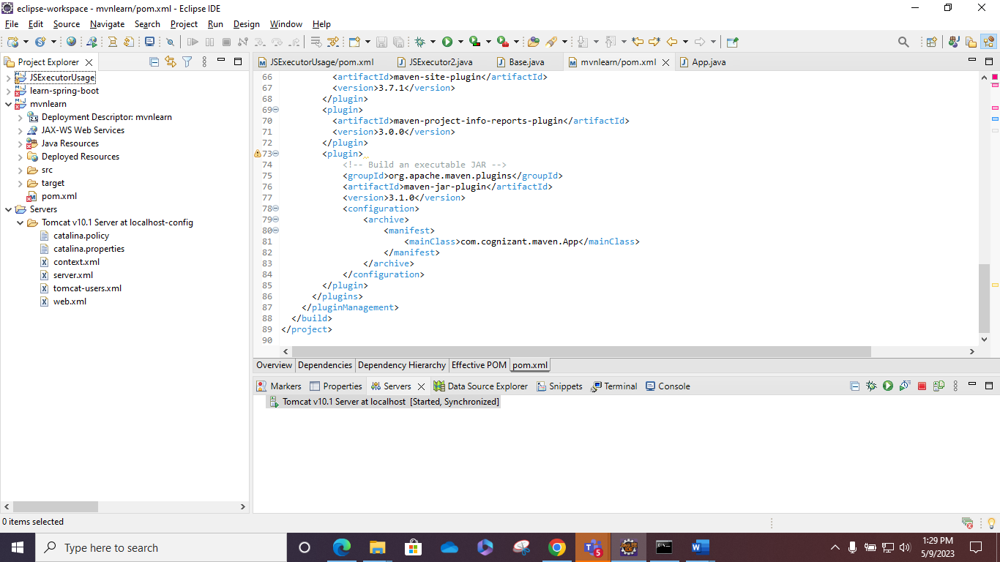 eclipse-workspace - mvnlearn/pom.xml - Eclipse IDE
File Edit Source Navigate Search Project Run Design Window Help
Project Explorer
JSExecutorUsage
learn-spring-boot
mvnlearn
Deployment Descriptor: mvnlearn
JAX-WS Web Services
Java Resources
Deployed Resources
src
target
pom.xml
Servers
Tomcat v10.1 Server at localhost-config
catalina.policy
catalina.properties
context.xml
server.xml
tomcat-users.xml
web.xml
JSExecutorUsage/pom.xml JSExecutor2.java Base.java mvnlearn/pom.xml App.java
66 <artifactId>maven-site-plugin</artifactId>
67 <version>3.7.1</version>
68 </plugin>
69 <plugin>
70 <artifactId>maven-project-info-reports-plugin</artifactId>
71 <version>3.0.0</version>
72 </plugin>
73 <plugin>
74 <!-- Build an executable JAR -->
75 <groupId>org.apache.maven.plugins</groupId>
76 <artifactId>maven-jar-plugin</artifactId>
77 <version>3.1.0</version>
78 <configuration>
79 <archive>
80 <manifest>
81 <mainClass>com.cognizant.maven.App</mainClass>
82 </manifest>
83 </archive>
84 </configuration>
85 </plugin>
86 </plugins>
87 </pluginManagement>
88 </build>
89 </project>
90
Overview Dependencies Dependency Hierarchy Effective POM pom.xml
Markers Properties Servers Data Source Explorer Snippets Terminal Console
Tomcat v10.1 Server at localhost [Started, Synchronized]
0 items selected
Type here to search
1:29 PM
5/9/2023